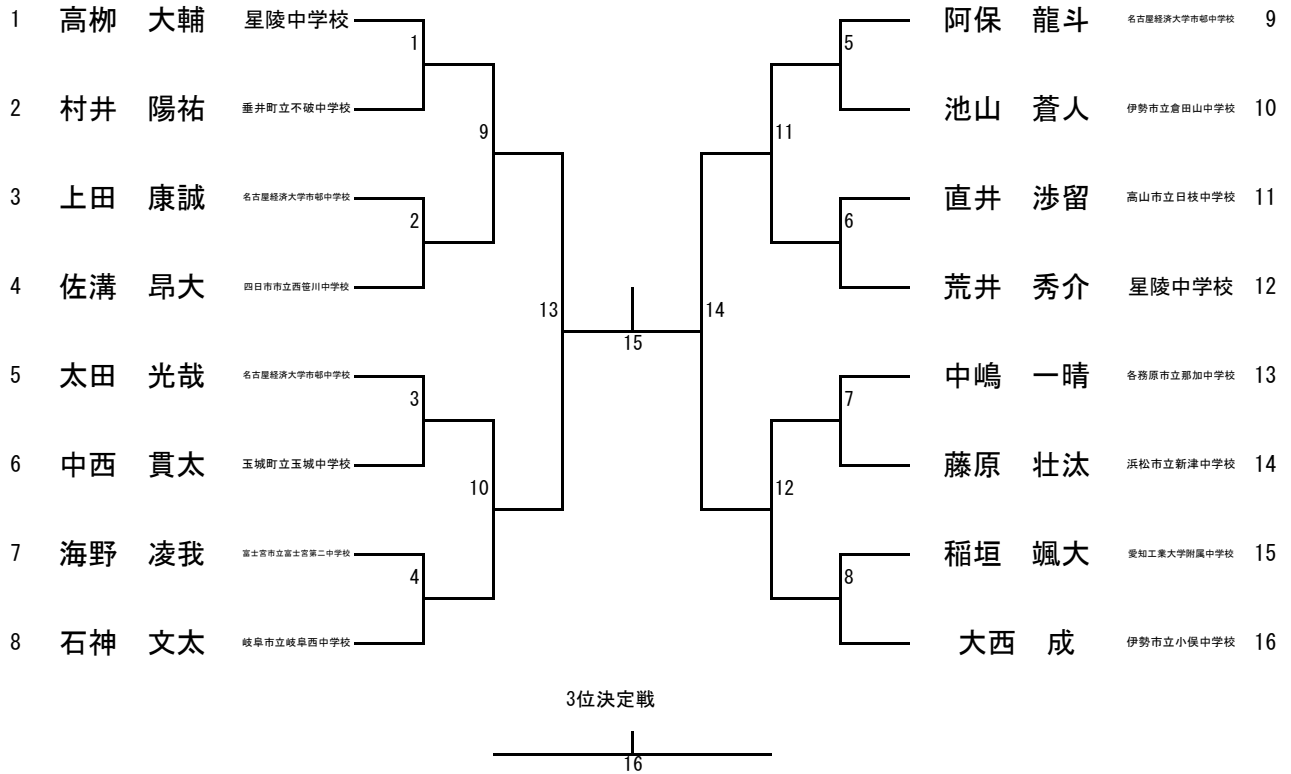 1 高栁 大輔 星陵中学校 阿保 龍斗 名古屋経済大学市邨中学校 9
1 5
2 村井 陽祐 垂井町立不破中学校 池山 蒼人 伊勢市立倉田山中学校 10
9 11
3 上田 康誠 名古屋経済大学市邨中学校 直井 渉留 高山市立日枝中学校 11
2 6
4 佐溝 昂大 四日市市立西笹川中学校 荒井 秀介 星陵中学校 12
13 14
15
5 太田 光哉 名古屋経済大学市邨中学校 中嶋 一晴 各務原市立那加中学校 13
3 7
6 中西 貫太 玉城町立玉城中学校 藤原 壮汰 浜松市立新津中学校 14
10 12
7 海野 凌我 富士宮市立富士宮第二中学校 稲垣 颯大 愛知工業大学附属中学校 15
4 8
8 石神 文太 岐阜市立岐阜西中学校 大西 成 伊勢市立小俣中学校 16
3位決定戦
16